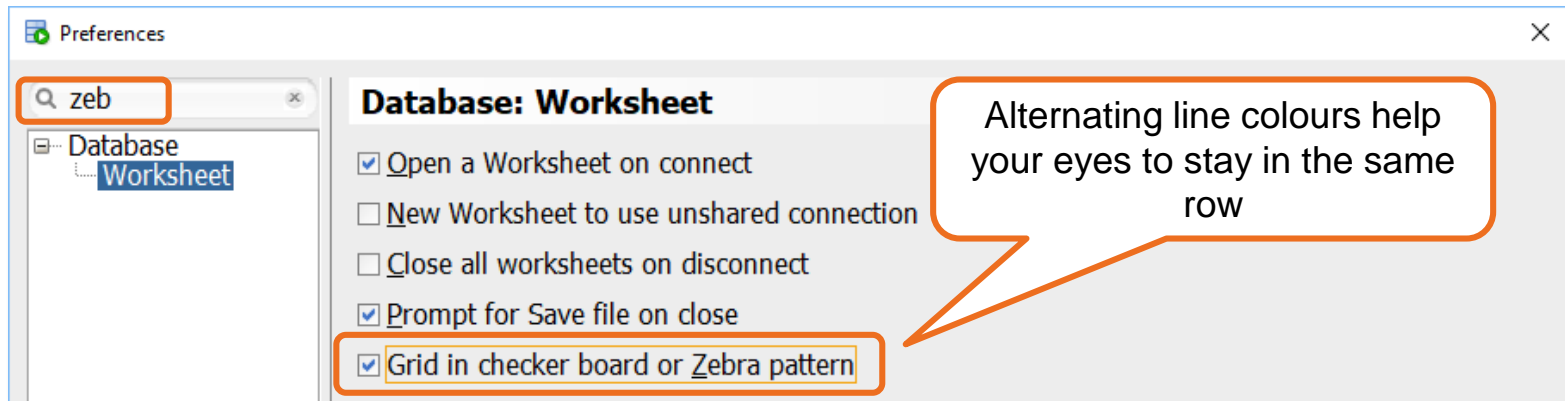 Preferences
zeb
Database
Worksheet
Database: Worksheet
Open a Worksheet on connect
New Worksheet to use unshared connection
Close all worksheets on disconnect
Prompt for Save file on close
Grid in checker board or Zebra pattern
Alternating line colours help
your eyes to stay in the same
row